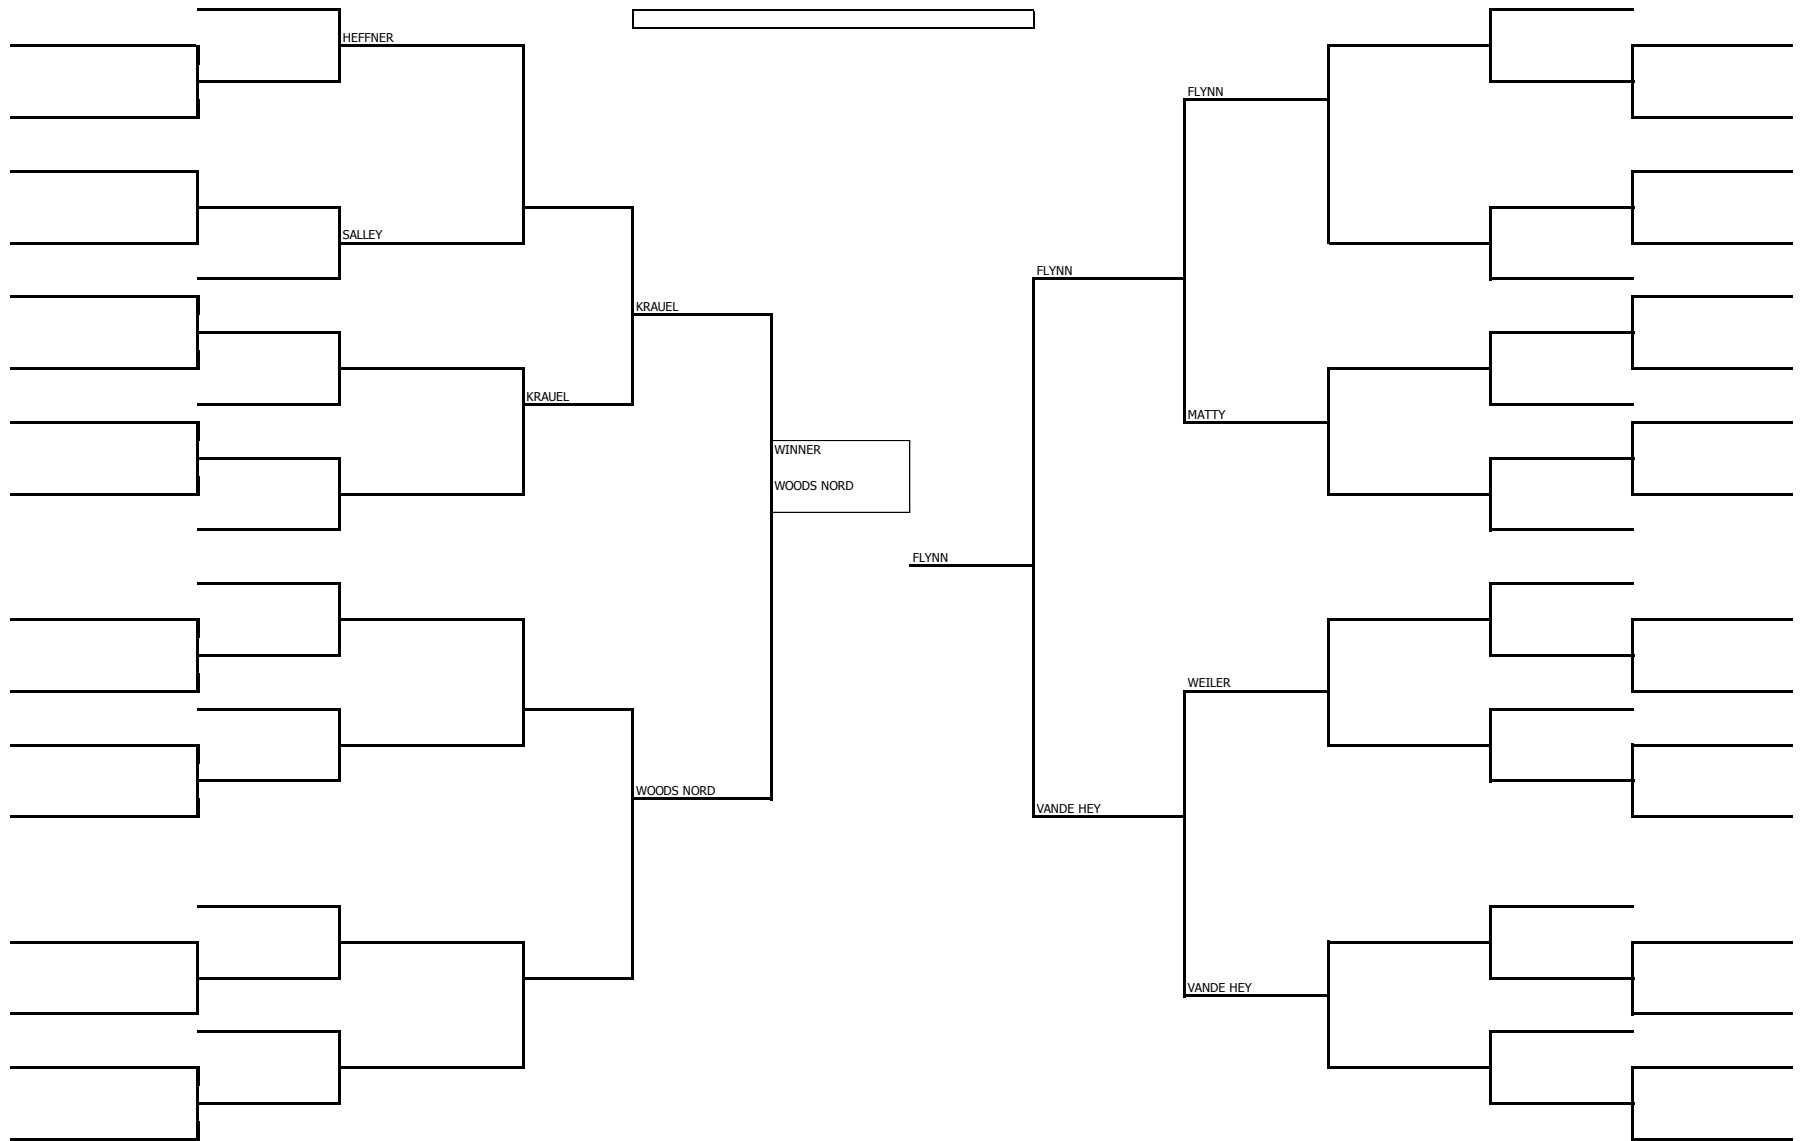 HEFFNER
FLYNN
SALLEY
FLYNN
KRAUEL
KRAUEL
MATTY
WINNER
WOODS NORD
FLYNN
WEILER
WOODS NORD
VANDE HEY
VANDE HEY